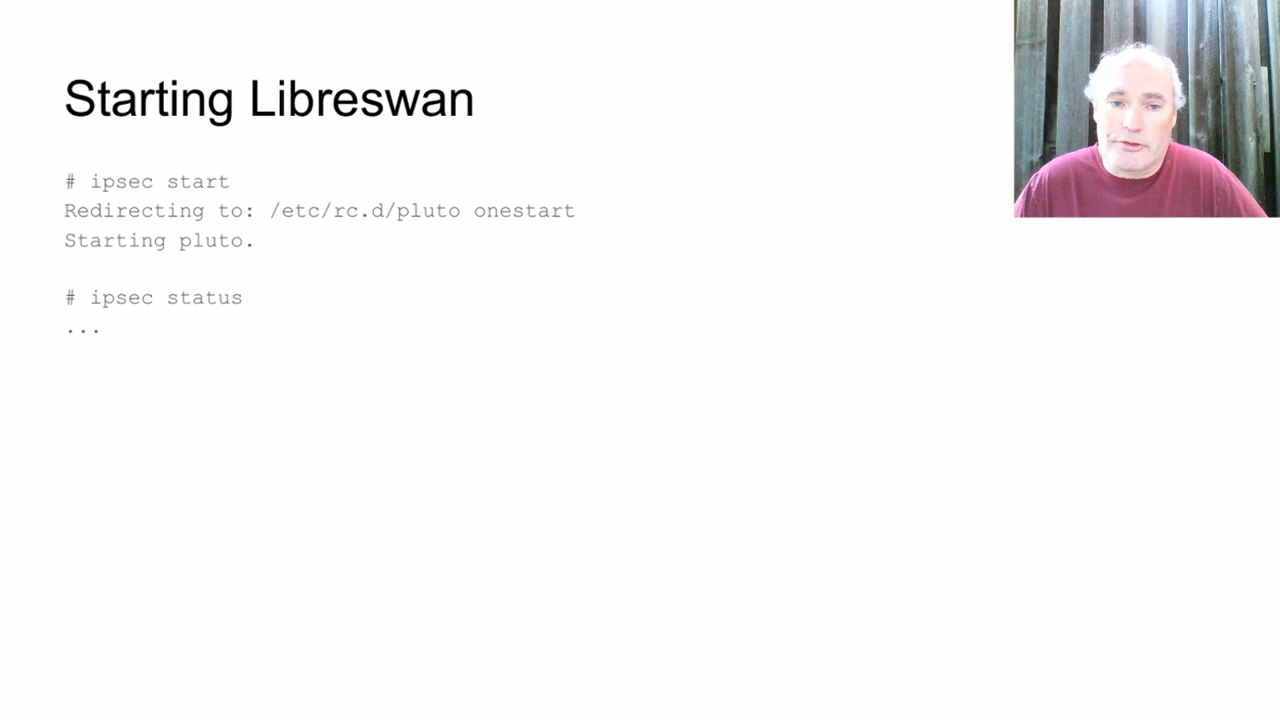 Starting Libreswan
# ipsec start
Redirecting to: /etc/rc.d/pluto onestart
Starting pluto.
# ipsec status
...